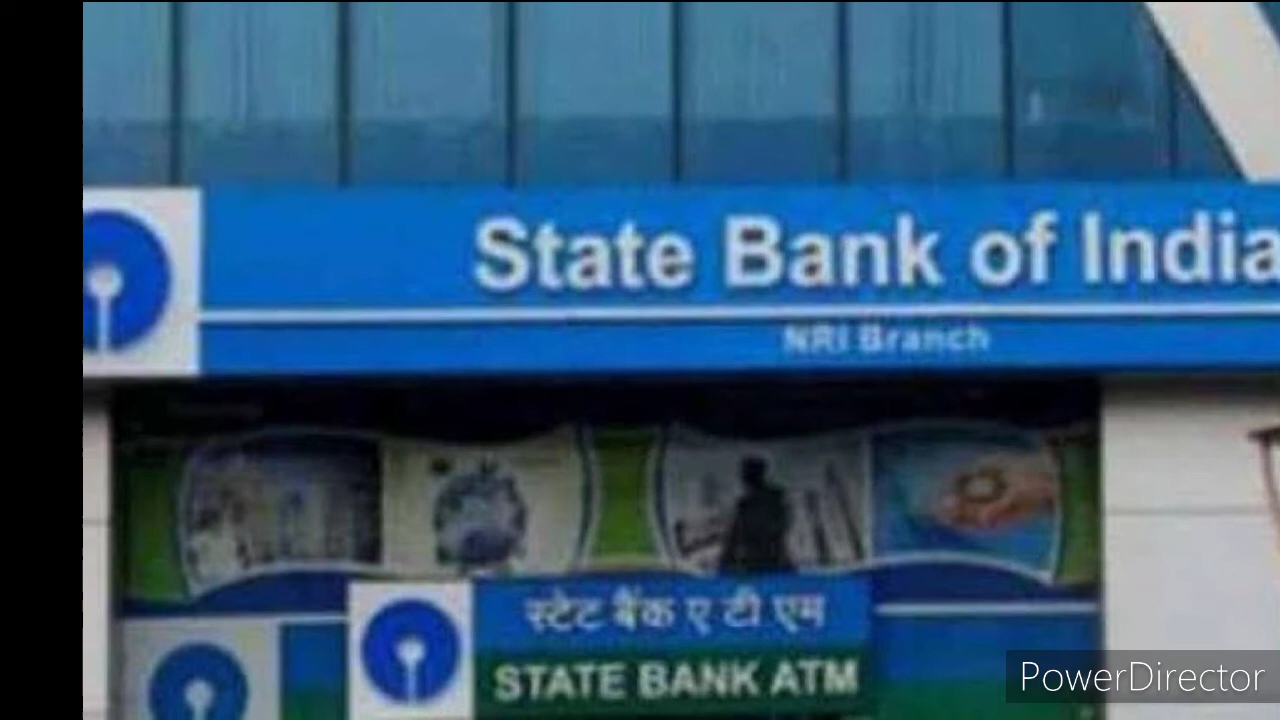 State Bank of India
NRI Branch
स्टेट बैंक ए टी एम
STATE BANK ATM
PowerDirector